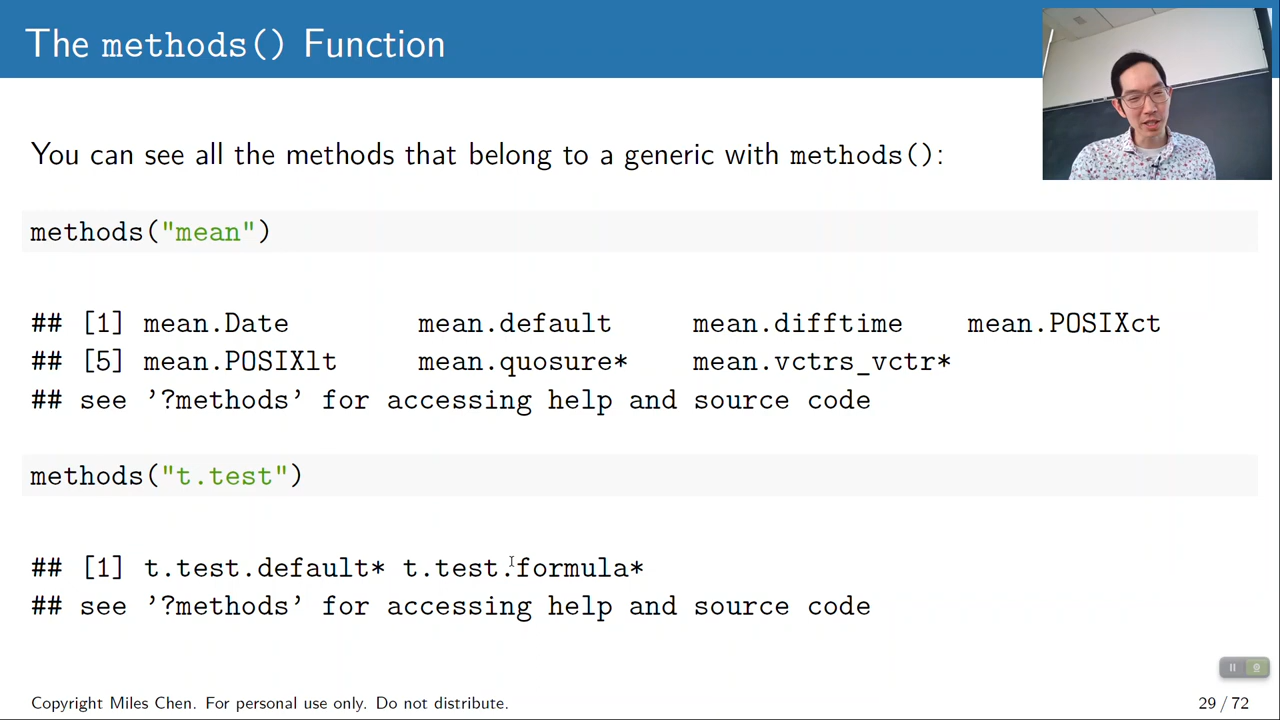 The methods() Function
You can see all the methods that belong to a generic with methods():
methods("mean")
## [1] mean.Date mean.default mean.difftime mean.POSIXct
## [5] mean.POSIXlt mean.quosure* mean.vctrs_vctr*
## see '?methods' for accessing help and source code
methods("t.test")
## [1] t.test.default* t.test.formula*
## see '?methods' for accessing help and source code
Copyright Miles Chen. For personal use only. Do not distribute.
29 / 72